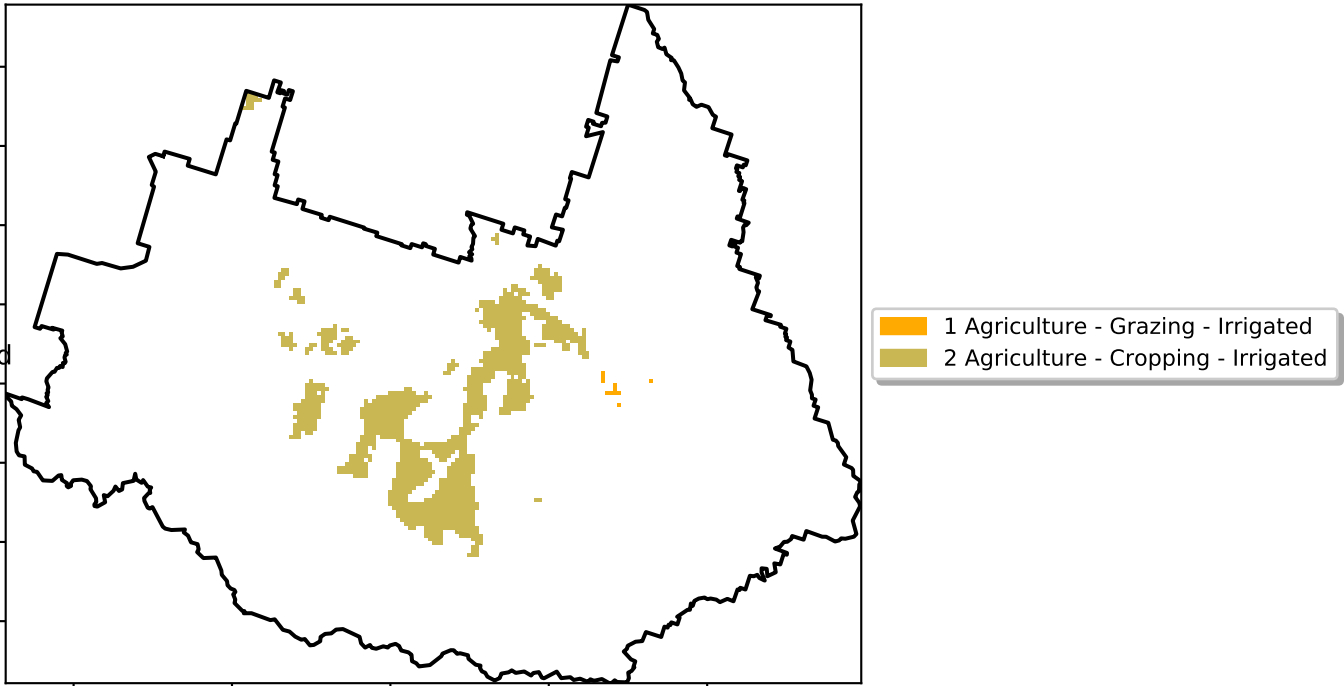 1 Agriculture - Grazing - Irrigated
2 Agriculture - Cropping - Irrigated
d